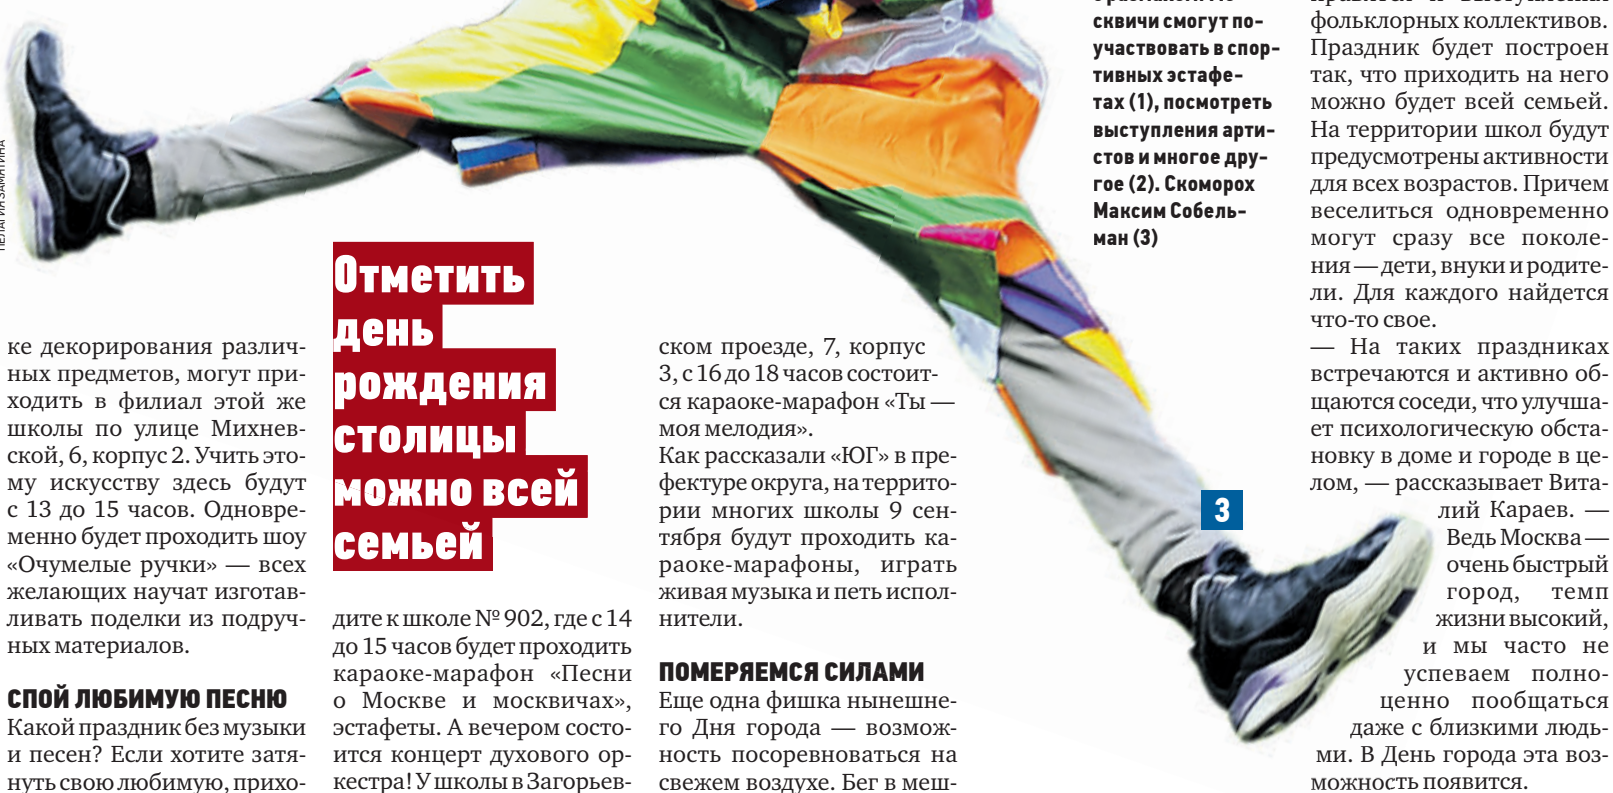 ке декорирования различ-
ных предметов, могут при-
ходить в филиал этой же
школы по улице Михнев-
ской, 6, корпус 2. Учить это-
му искусству здесь будут
с 13 до 15 часов. Одновре-
менно будет проходить шоу
«Очумелые ручки» — всех
желающих научат изготав-
ливать поделки из подруч-
ных материалов.
СПОЙ ЛЮБИМУЮ ПЕСНЮ
Какой праздник без музыки
и песен? Если хотите затя-
нуть свою любимую, прихо-
Отметить
день
рождения
столицы
можно всей
семьей
дите к школе № 902, где с 14
до 15 часов будет проходить
караоке-марафон «Песни
о Москве и москвичах»,
эстафеты. А вечером состо-
ится концерт духового ор-
кестра! У школы в Загорьев-
ском проезде, 7, корпус
3, с 16 до 18 часов состоит-
ся караоке-марафон «Ты —
моя мелодия».
Как рассказали «ЮГ» в пре-
фектуре округа, на террито-
рии многих школы 9 сен-
тября будут проходить ка-
раоке-марафоны, играть
живая музыка и петь испол-
нители.
ПОМЕРЯЕМСЯ СИЛАМИ
Еще одна фишка нынешне-
го Дня города — возмож-
ность посоревноваться на
свежем воздухе. Бег в меш-
сквичи смогут по-
участвовать в спор-
тивных эстафе-
тах (1), посмотреть
выступления арти-
стов и многое дру-
гое (2). Скоморох
Максим Собель-
ман (3)
3
фольклорных коллективов.
Праздник будет построен
так, что приходить на него
можно будет всей семьей.
На территории школ будут
предусмотрены активности
для всех возрастов. Причем
веселиться одновременно
могут сразу все поколе-
ния — дети, внуки и родите-
ли. Для каждого найдется
что-то свое.
— На таких праздниках
встречаются и активно об-
щаются соседи, что улучша-
ет психологическую обста-
новку в доме и городе в це-
лом, — рассказывает Вита-
лий Караев. —
Ведь Москва —
очень быстрый
город, темп
жизни высокий,
и мы часто не
успеваем полно-
ценно пообщаться
даже с близкими людь-
ми. В День города эта воз-
можность появится.